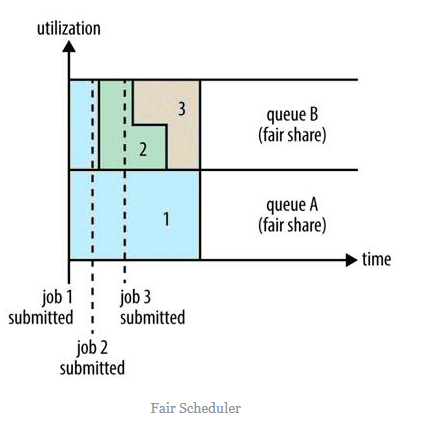 utilization
3
queue B
(fair share)
2
queue A
(fair share)
1
time
job 1
submitted
job 3
submitted
job 2
submitted
Fair Scheduler